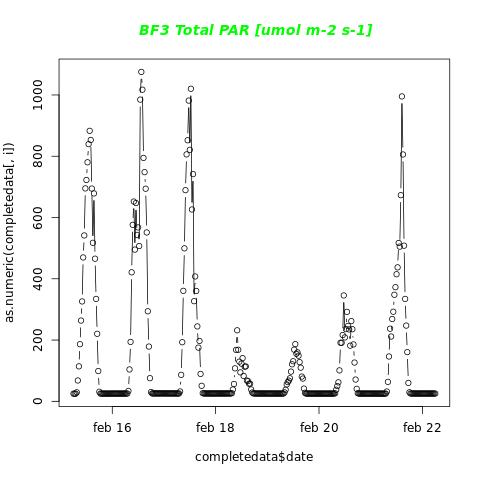 BF3 Total PAR [umol m-2 s-1]
as.numeric(completedata[, i])
1000
800
600
400
200
0
feb 16 feb 18 feb 20 feb 22
completedata$date